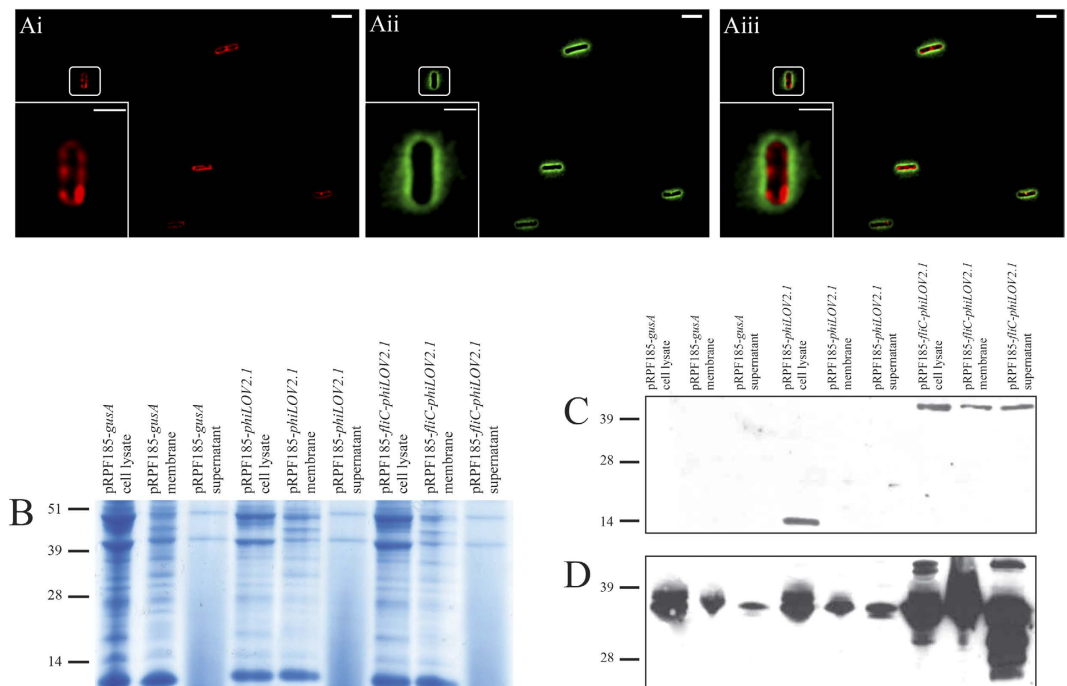 Ai
Aii
Aiii
pRPF185-gusA
cell lysate
pRPF185-gusA
membrane
pRPF185-gusA
supernatant
pRPF185-phiLOV2.1
cell lysate
pRPF185-phiLOV2.1
membrane
pRPF185-phiLOV2.1
supernatant
pRPF185-fliC-phiLOV2.1
cell lysate
pRPF185-fliC-phiLOV2.1
membrane
pRPF185-fliC-phiLOV2.1
supernatant
B
51
39
28
14
pRPF185-gusA
cell lysate
pRPF185-gusA
membrane
pRPF185-gusA
supernatant
pRPF185-phiLOV2.1
cell lysate
pRPF185-phiLOV2.1
membrane
pRPF185-phiLOV2.1
supernatant
pRPF185-fliC-phiLOV2.1
cell lysate
pRPF185-fliC-phiLOV2.1
membrane
pRPF185-fliC-phiLOV2.1
supernatant
C
39
28
14
D
39
28